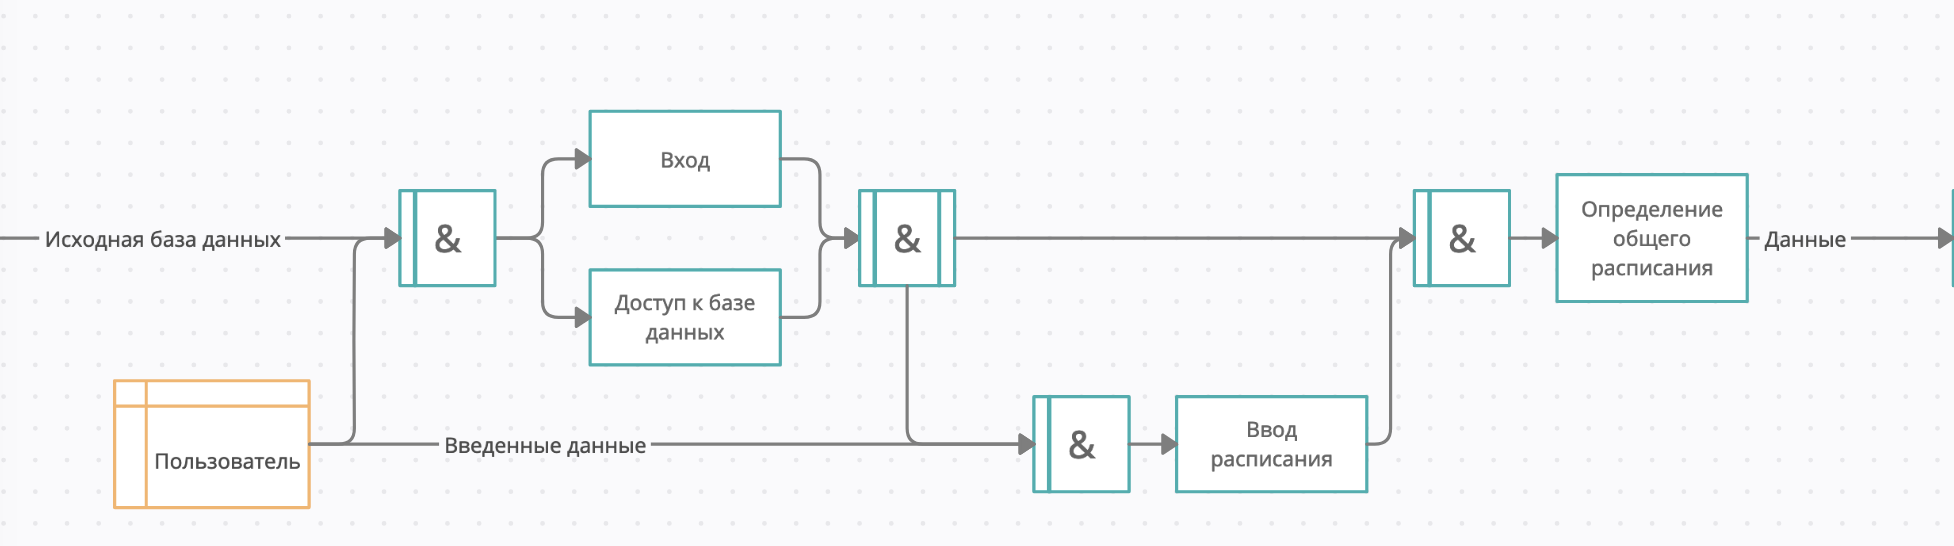 Вход
Исходная база данных
&
&
&
Определение
общего
расписания
Данные
Доступ к базе
данных
Пользователь
Введенные данные
&
Ввод
расписания